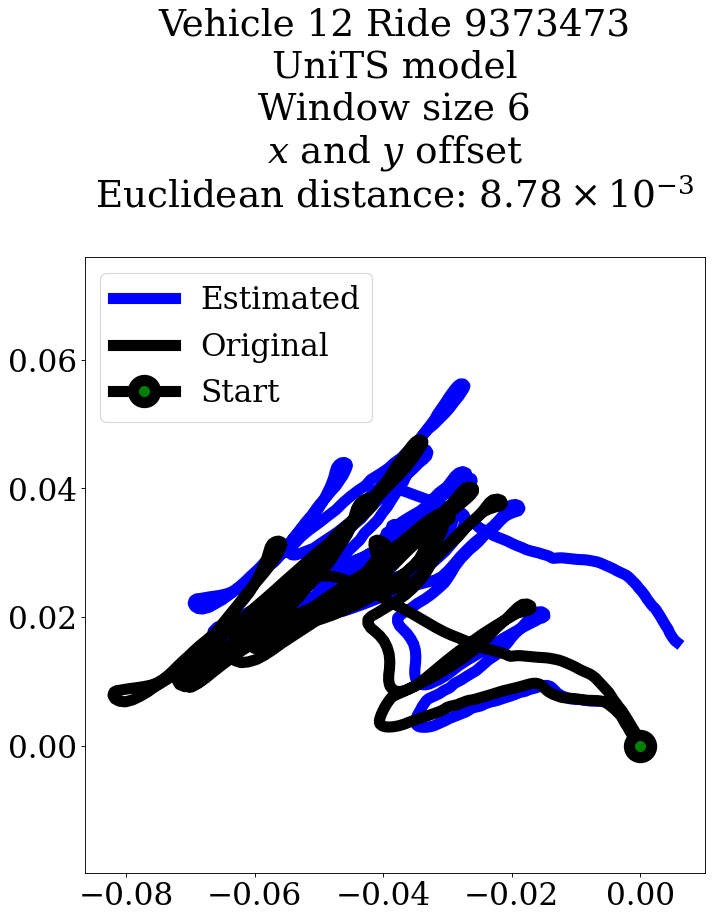 Vehicle 12 Ride 9373473
UniTS model
Window size 6
x and y offset
Euclidean distance: 8.78 × 10⁻³
Estimated
Original
Start
0.06
0.04
0.02
0.00
−0.08 −0.06 −0.04 −0.02 0.00